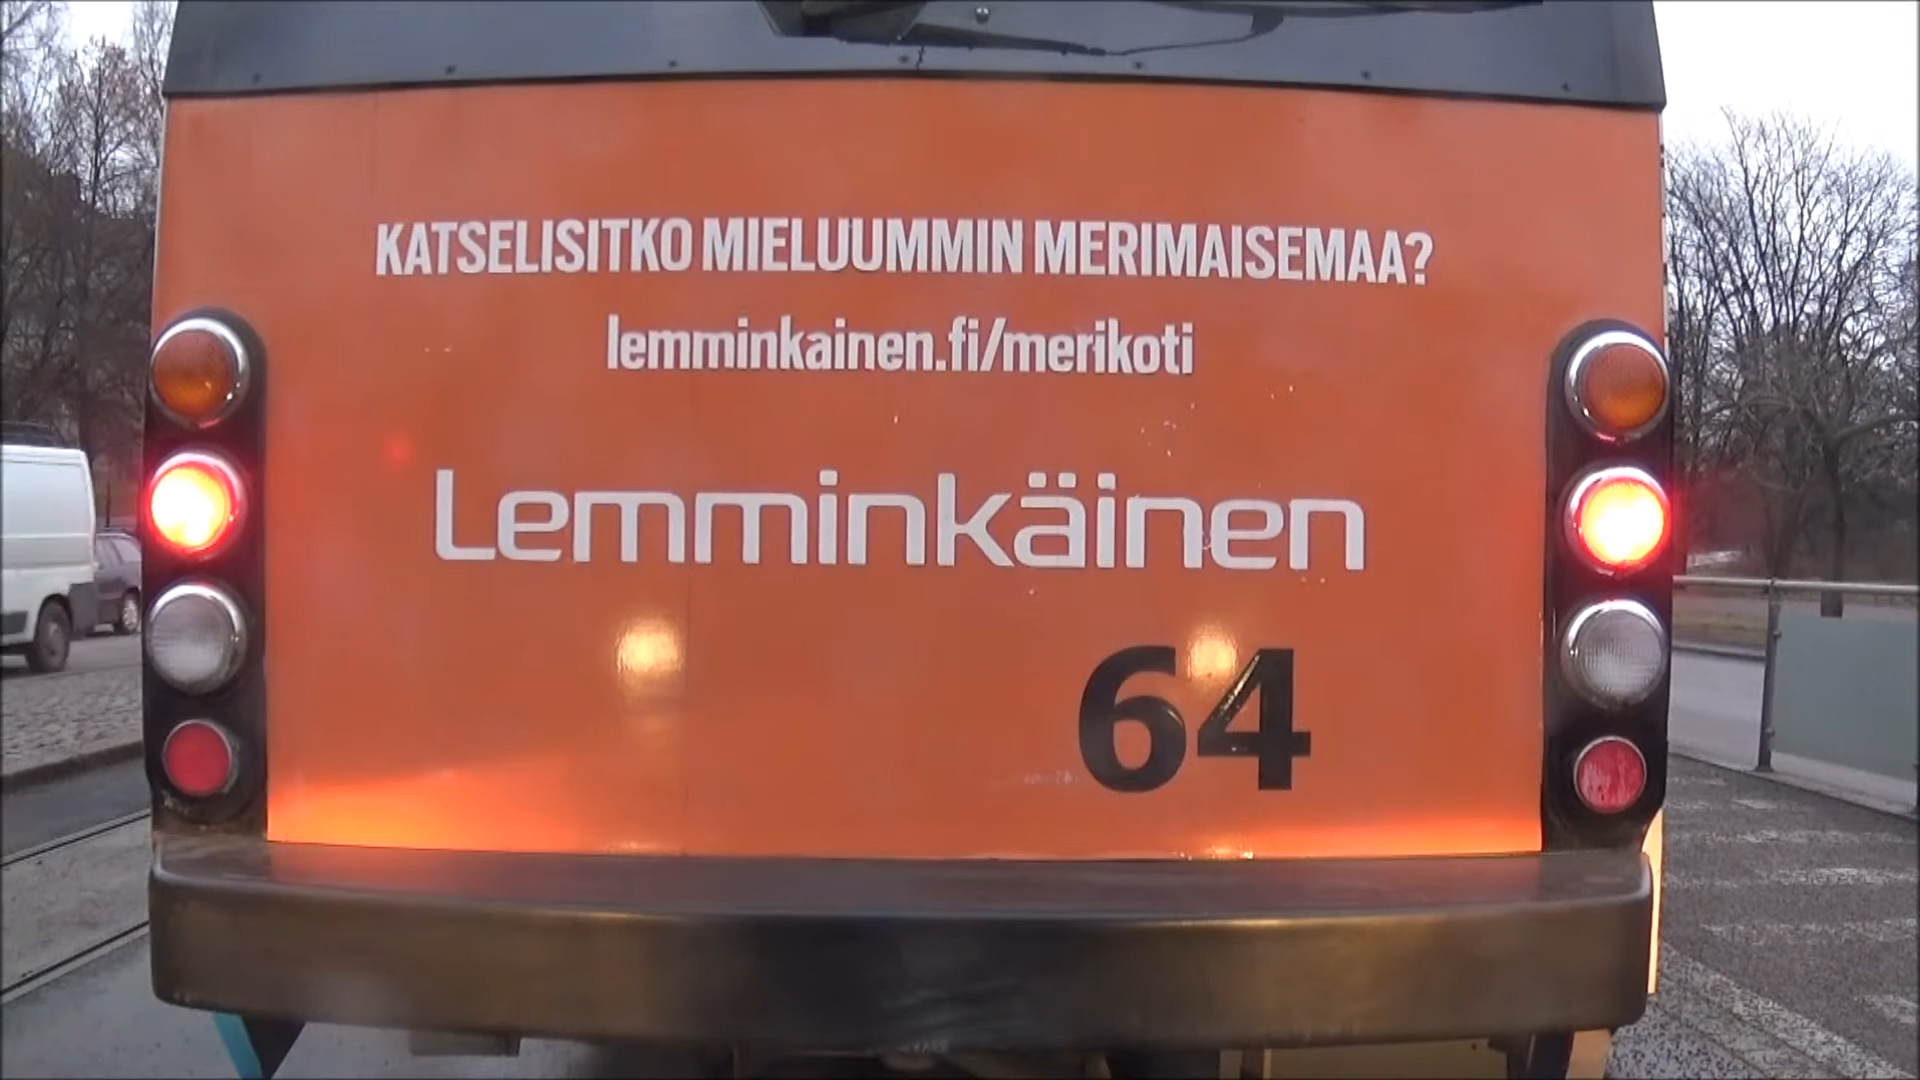 KATSELISITKO MIELUUMMIN MERIMAISEMAA?
lemminkainen.fi/merikoti
Lemminkäinen
64